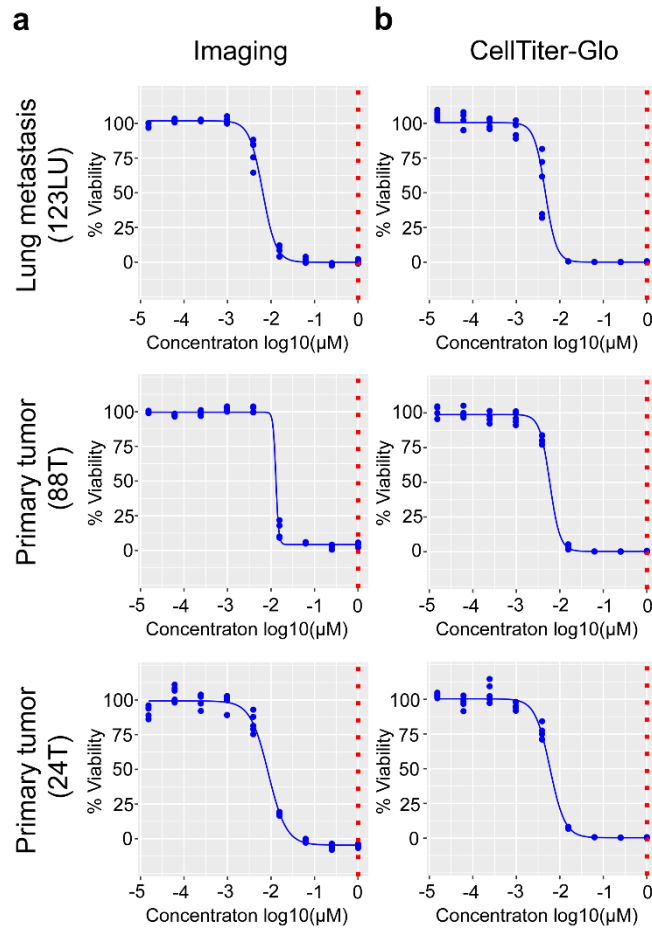 a
b
Imaging
CellTiter-Glo
Lung metastasis
(123LU)
% Viability
100
75
50
25
0
-5 -4 -3 -2 -1 0
Concentraton log10(µM)
% Viability
100
75
50
25
0
-5 -4 -3 -2 -1 0
Concentraton log10(µM)
Primary tumor
(88T)
% Viability
100
75
50
25
0
-5 -4 -3 -2 -1 0
Concentraton log10(µM)
% Viability
100
75
50
25
0
-5 -4 -3 -2 -1 0
Concentraton log10(µM)
Primary tumor
(24T)
% Viability
100
75
50
25
0
-5 -4 -3 -2 -1 0
Concentraton log10(µM)
% Viability
100
75
50
25
0
-5 -4 -3 -2 -1 0
Concentraton log10(µM)